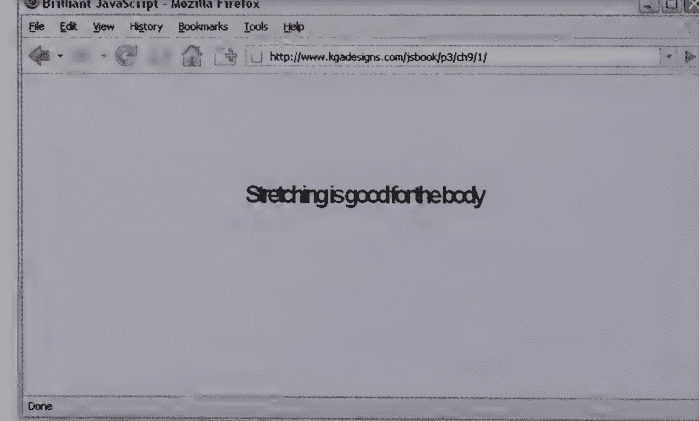 Brilliant JavaScript - Mozilla Firefox
File Edit View History Bookmarks Tools Help
http://www.kgadesigns.com/jsbook/p3/ch9/1/
Stretching is good for the body
Done